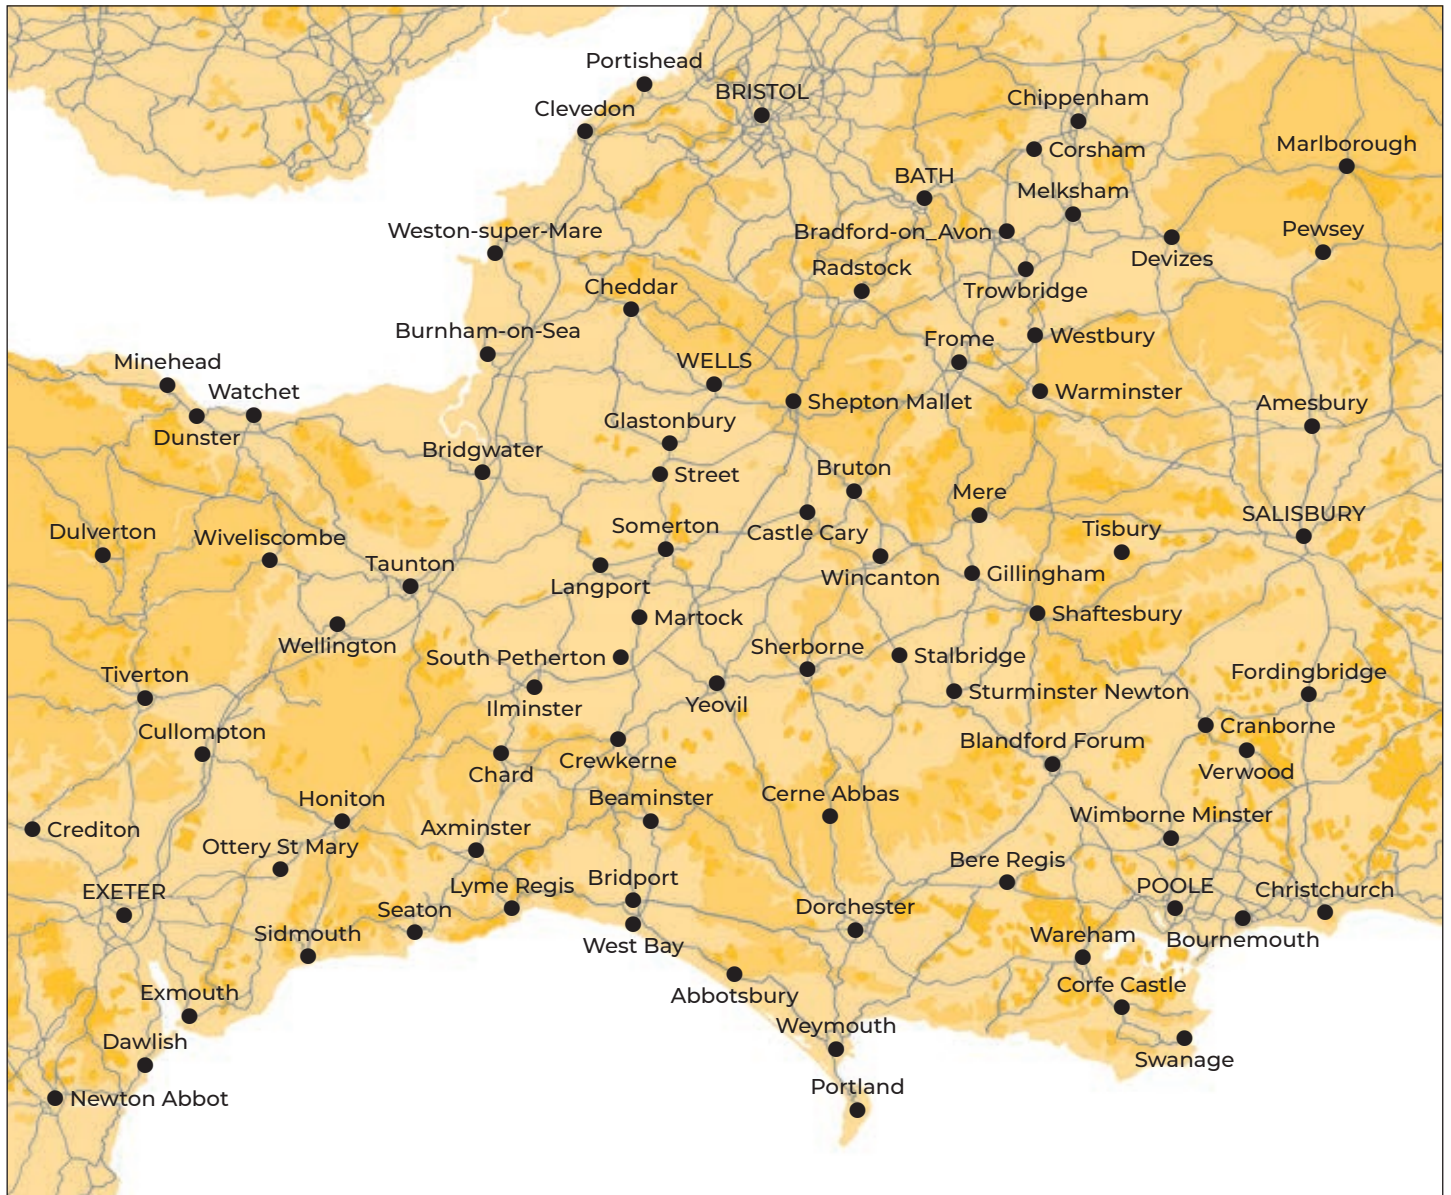 Portishead
BRISTOL
Chippenham
Clevedon
Corsham
Marlborough
BATH
Melksham
Weston-super-Mare
Bradford-on_Avon
Pewsey
Devizes
Radstock
Cheddar
Trowbridge
Burnham-on-Sea
Westbury
Frome
Minehead
WELLS
Watchet
Warminster
Shepton Mallet
Amesbury
Glastonbury
Dunster
Bridgwater
Bruton
Street
Mere
SALISBURY
Somerton
Tisbury
Dulverton
Castle Cary
Wiveliscombe
Taunton
Gillingham
Wincanton
Langport
Shaftesbury
Martock
Wellington
Sherborne
Stalbridge
South Petherton
Fordingbridge
Tiverton
Sturminster Newton
Yeovil
Ilminster
Cranborne
Cullompton
Blandford Forum
Crewkerne
Verwood
Chard
Cerne Abbas
Beaminster
Honiton
Wimborne Minster
Axminster
Crediton
Ottery St Mary
Bere Regis
Bridport
Lyme Regis
POOLE
Christchurch
EXETER
Dorchester
Seaton
Sidmouth
Wareham
Bournemouth
West Bay
Corfe Castle
Exmouth
Abbotsbury
Weymouth
Dawlish
Swanage
Portland
Newton Abbot